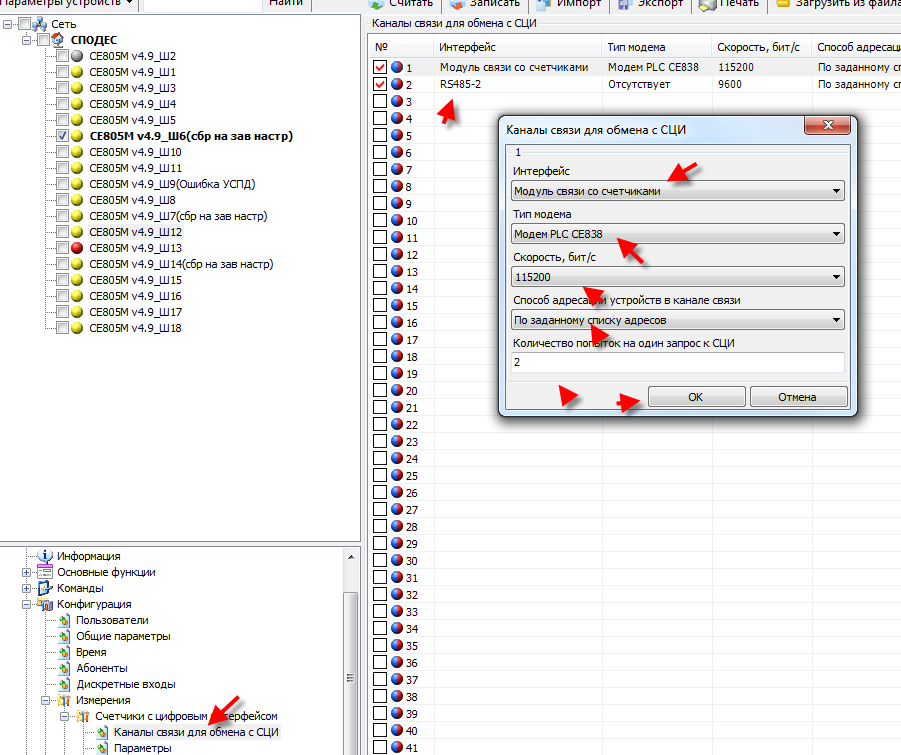 Параметры устройств
Найти
Считать
Записать
Импорт
Экспорт
Печать
Загрузить из файла
Сеть
СПОДЕС
CE805M v4.9_Ш2
CE805M v4.9_Ш1
CE805M v4.9_Ш3
CE805M v4.9_Ш4
CE805M v4.9_Ш5
CE805M v4.9_Ш6(сбр на зав настр)
CE805M v4.9_Ш10
CE805M v4.9_Ш11
CE805M v4.9_Ш9(Ошибка УСПД)
CE805M v4.9_Ш8
CE805M v4.9_Ш7(сбр на зав настр)
CE805M v4.9_Ш12
CE805M v4.9_Ш13
CE805M v4.9_Ш14(сбр на зав настр)
CE805M v4.9_Ш15
CE805M v4.9_Ш16
CE805M v4.9_Ш17
CE805M v4.9_Ш18
Информация
Основные функции
Команды
Конфигурация
Пользователи
Общие параметры
Время
Абоненты
Дискретные входы
Измерения
Счетчики с цифровым интерфейсом
Каналы связи для обмена с СЦИ
Параметры
Каналы связи для обмена с СЦИ
№ Интерфейс Тип модема Скорость, бит/с Способ адресаци
1 Модуль связи со счетчиками Модем PLC CE838 115200 По заданному сп
2 RS485-2 Отсутствует 9600 По заданному сп
3
4
5
6
7
8
9
10
11
12
13
14
15
16
17
18
19
20
21
22
23
24
25
26
27
28
29
30
31
32
33
34
35
36
37
38
39
40
41
Каналы связи для обмена с СЦИ
1
Интерфейс
Модуль связи со счетчиками
Тип модема
Модем PLC CE838
Скорость, бит/с
115200
Способ адресации устройств в канале связи
По заданному списку адресов
Количество попыток на один запрос к СЦИ
2
ОК
Отмена